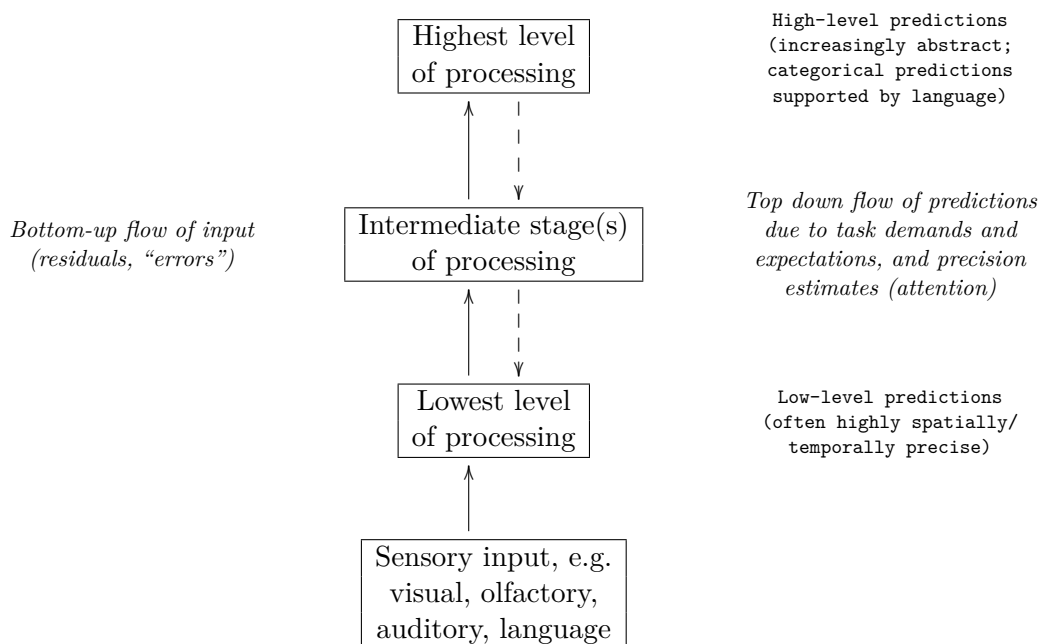 Highest level
of processing
High-level predictions
(increasingly abstract;
categorical predictions
supported by language)
Bottom-up flow of input
(residuals, “errors”)
Intermediate stage(s)
of processing
Top down flow of predictions
due to task demands and
expectations, and precision
estimates (attention)
Lowest level
of processing
Low-level predictions
(often highly spatially/
temporally precise)
Sensory input, e.g.
visual, olfactory,
auditory, language